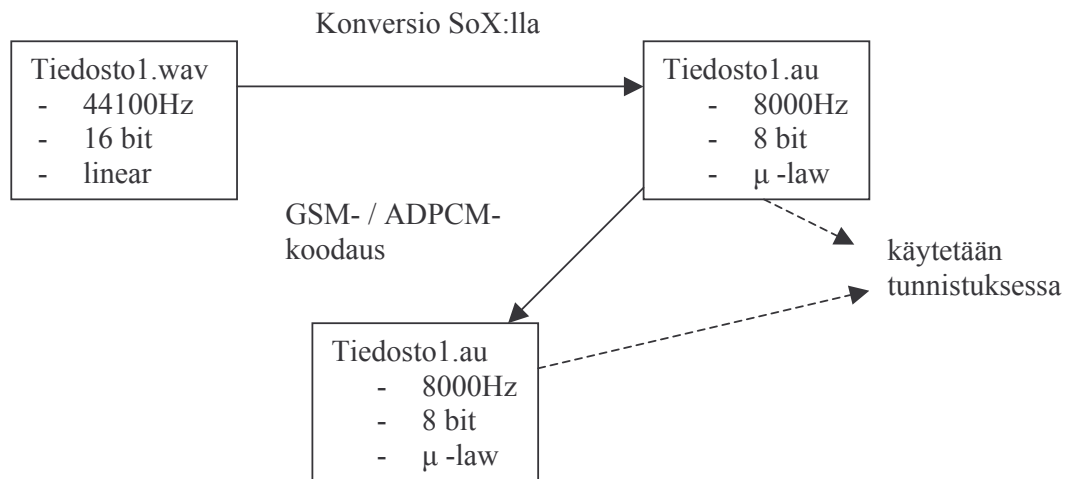 Konversio SoX:lla
Tiedosto1.wav
- 44100Hz
- 16 bit
- linear
Tiedosto1.au
- 8000Hz
- 8 bit
- μ -law
GSM- / ADPCM-
koodaus
käytetään
tunnistuksessa
Tiedosto1.au
- 8000Hz
- 8 bit
- μ -law